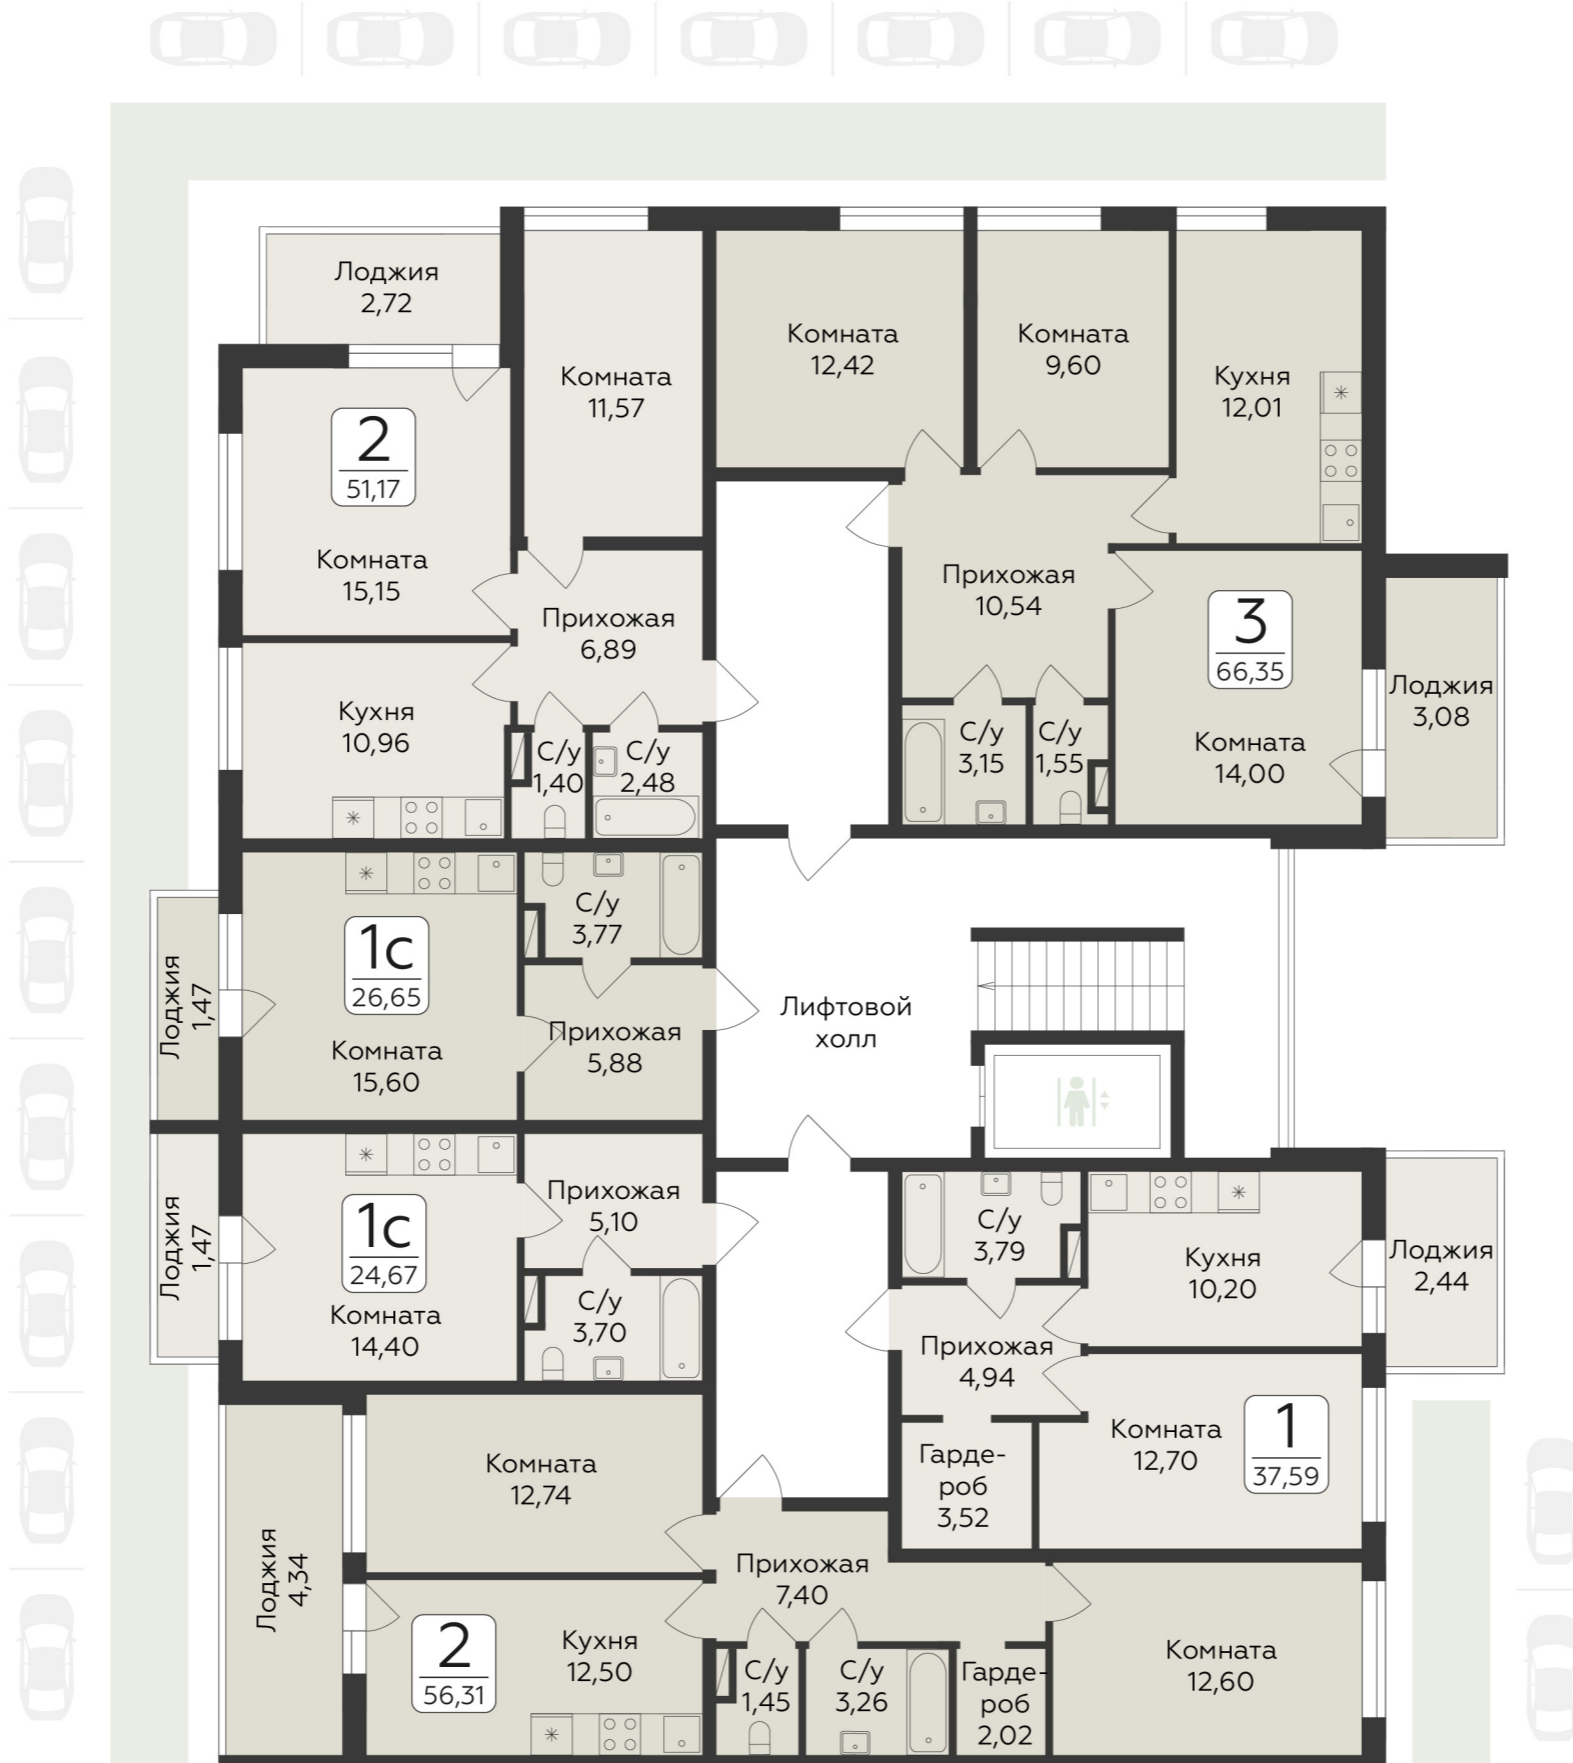 Лоджия
2,72
Комната
11,57
2
51,17
Комната
15,15
Прихожая
6,89
Кухня
10,96
С/у
1,40
С/у
2,48
Комната
12,42
Комната
9,60
Кухня
12,01
Прихожая
10,54
3
66,35
Комната
14,00
Лоджия
3,08
С/у
3,15
С/у
1,55
Лоджия
1,47
1с
26,65
Комната
15,60
С/у
3,77
Прихожая
5,88
Лифтовой
холл
Лоджия
1,47
1с
24,67
Комната
14,40
Прихожая
5,10
С/у
3,70
С/у
3,79
Кухня
10,20
Лоджия
2,44
Прихожая
4,94
Комната
12,70
1
37,59
Гарде-
роб
3,52
Комната
12,74
Лоджия
4,34
Прихожая
7,40
2
56,31
Кухня
12,50
С/у
1,45
С/у
3,26
Гарде-
роб
2,02
Комната
12,60